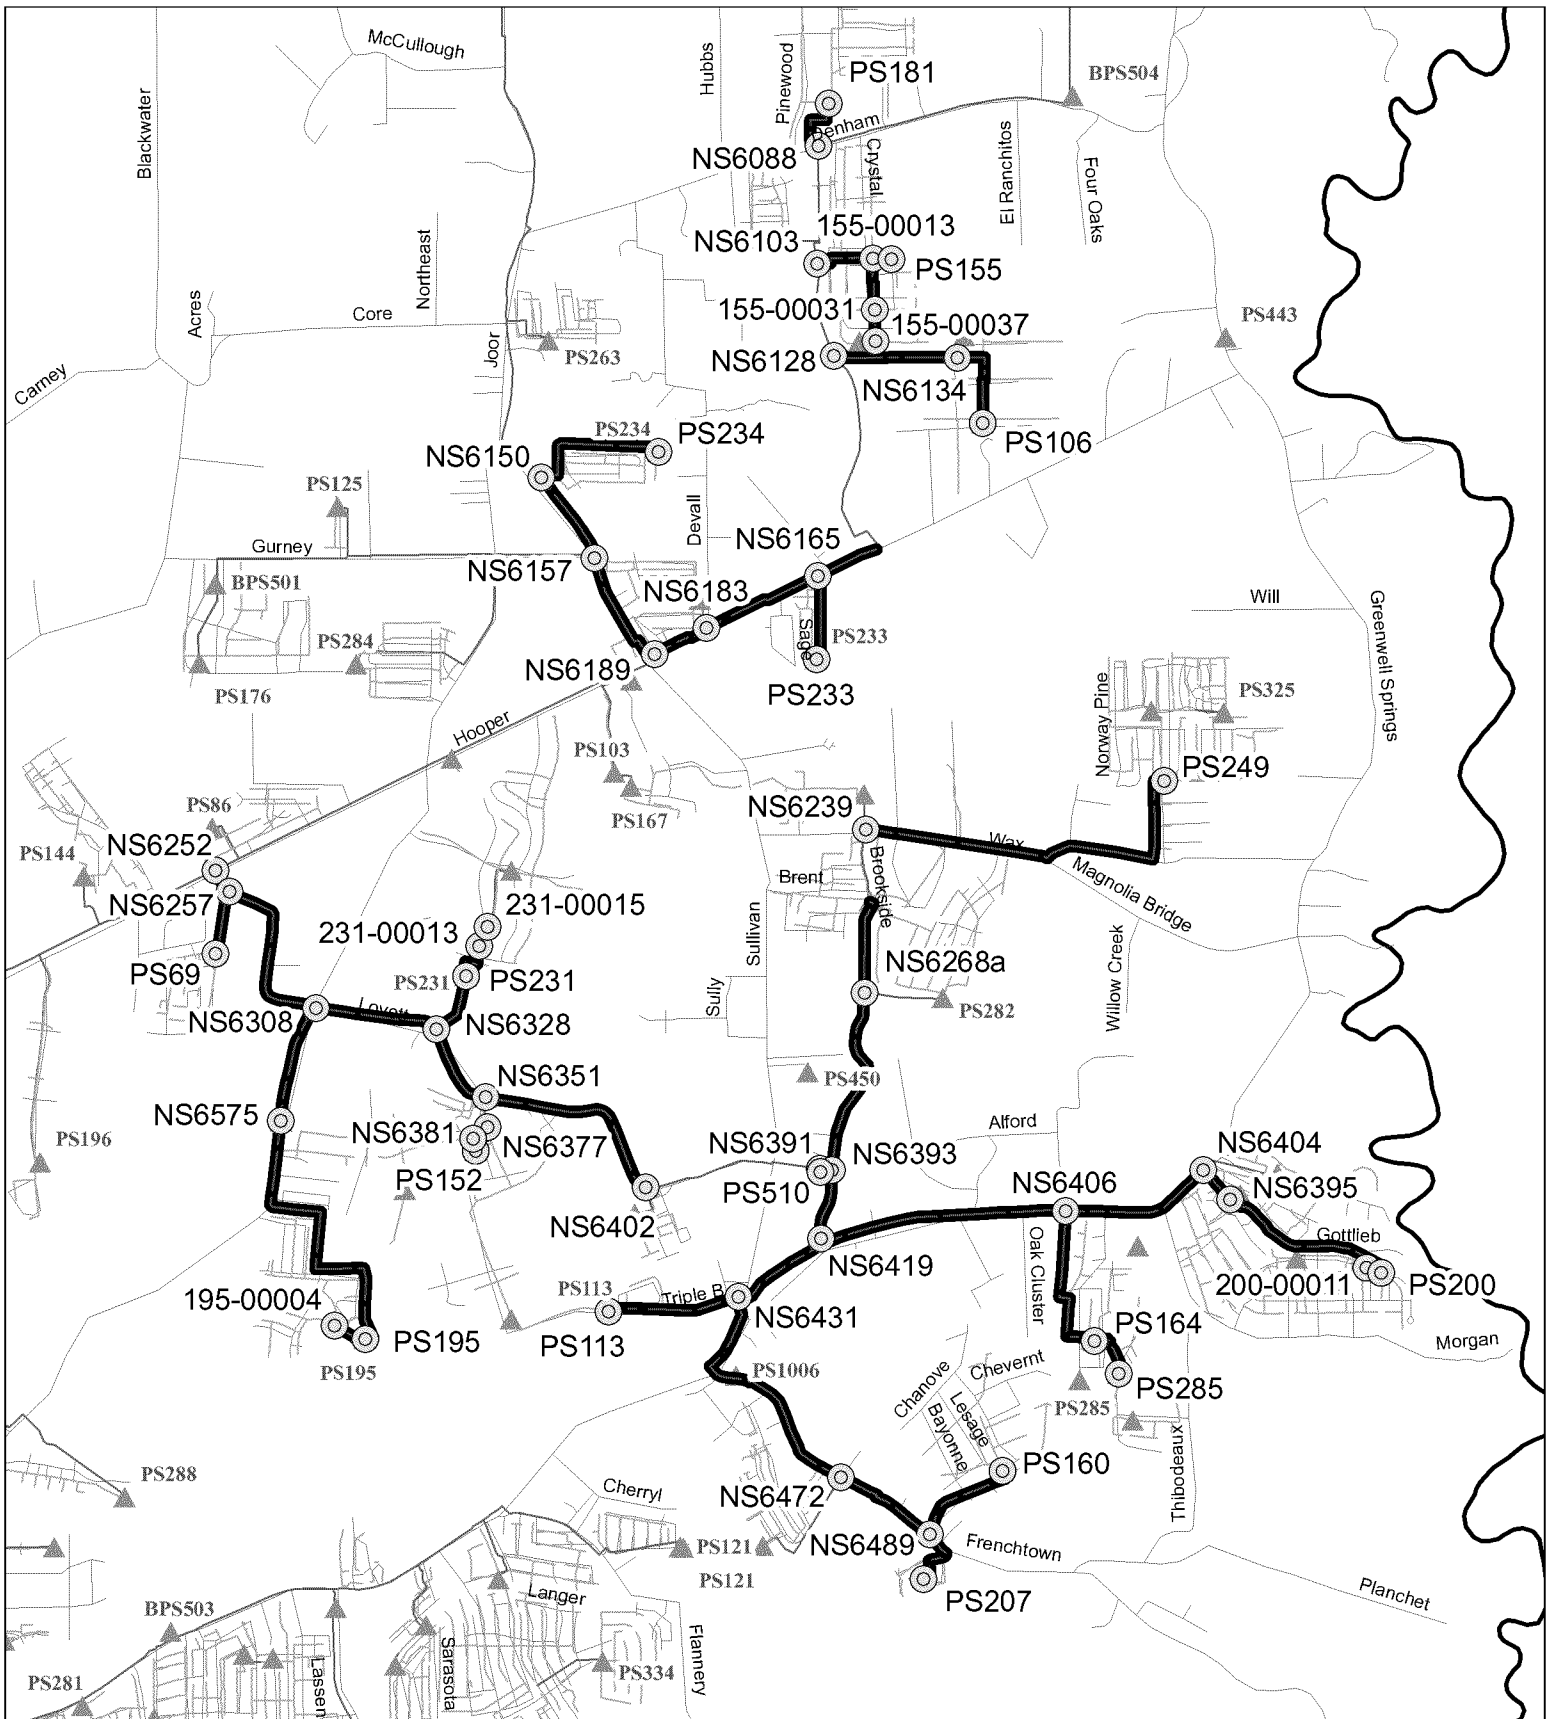 McCullough
Hubbs
Pinewood
PS181
BPS504
Blackwater
Denham
NS6088
Crystal
El Ranchitos
Four Oaks
155-00013
NS6103
Northeast
PS155
Acres
Core
155-00031
155-00037
PS443
Joor
PS263
NS6128
NS6134
Carney
PS234
PS234
PS106
NS6150
PS125
Devall
Gurney
NS6165
NS6157
BPS501
NS6183
Will
Greenwell Springs
Sage
PS233
PS284
NS6189
PS233
PS176
PS325
Norway Pine
Hooper
PS103
PS249
PS86
NS6239
PS167
NS6252
Wax
PS144
Brookside
Brent
Magnolia Bridge
NS6257
231-00015
Sullivan
231-00013
Willow Creek
PS69
PS231
PS231
NS6268a
Sully
Lovett
PS282
NS6308
NS6328
NS6351
PS450
NS6575
Alford
NS6381
NS6377
PS196
NS6391
NS6393
NS6404
PS152
PS510
NS6406
NS6395
NS6402
Oak Cluster
Gottlieb
NS6419
PS113
Triple B
200-00011
PS200
195-00004
NS6431
PS164
PS195
PS113
Morgan
PS195
PS1006
Chevernt
Chanove
PS285
PS285
Lesage
Bayonne
Thibodeaux
PS288
PS160
Cherryl
NS6472
PS121
NS6489
Frenchtown
PS121
Langer
PS207
Planchet
BPS503
Sarasota
Lassen
Flannery
PS334
PS281